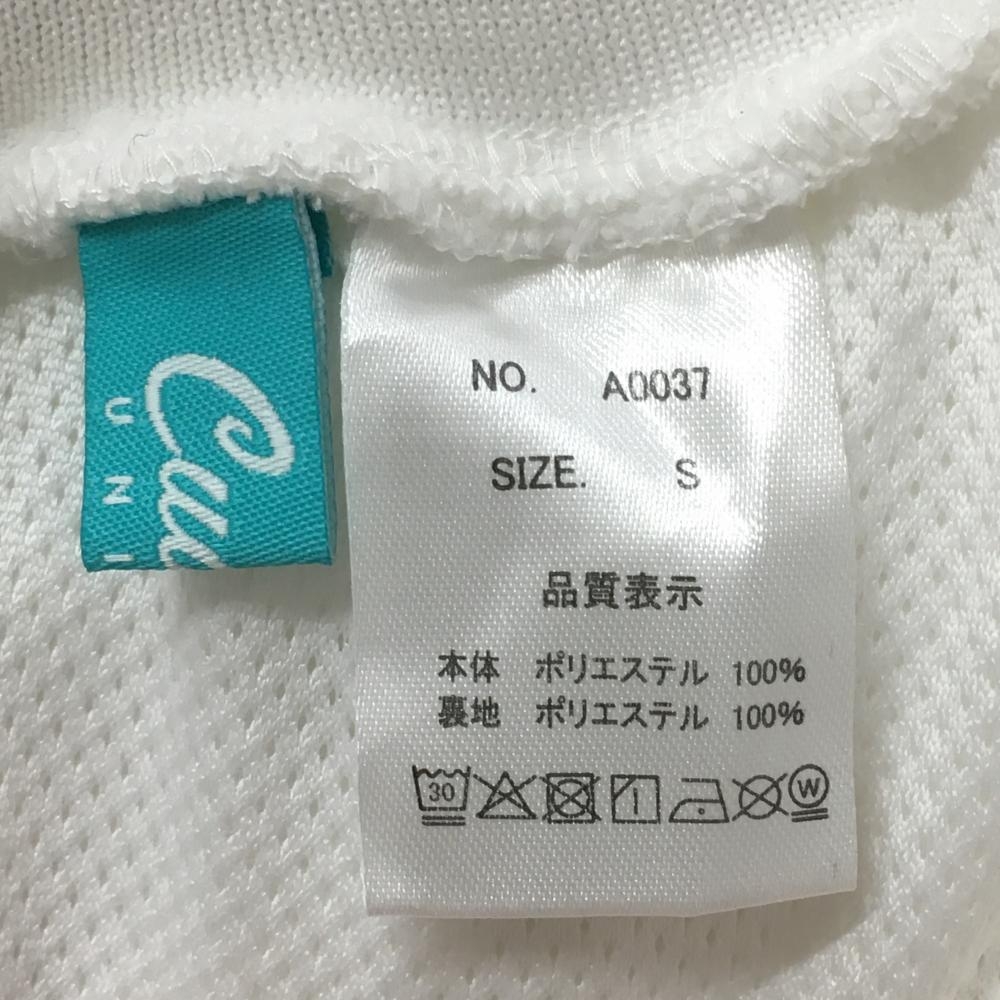 NO. A0037
SIZE. S
品質表示
本体 ポリエステル 100%
裏地 ポリエステル 100%
30 W